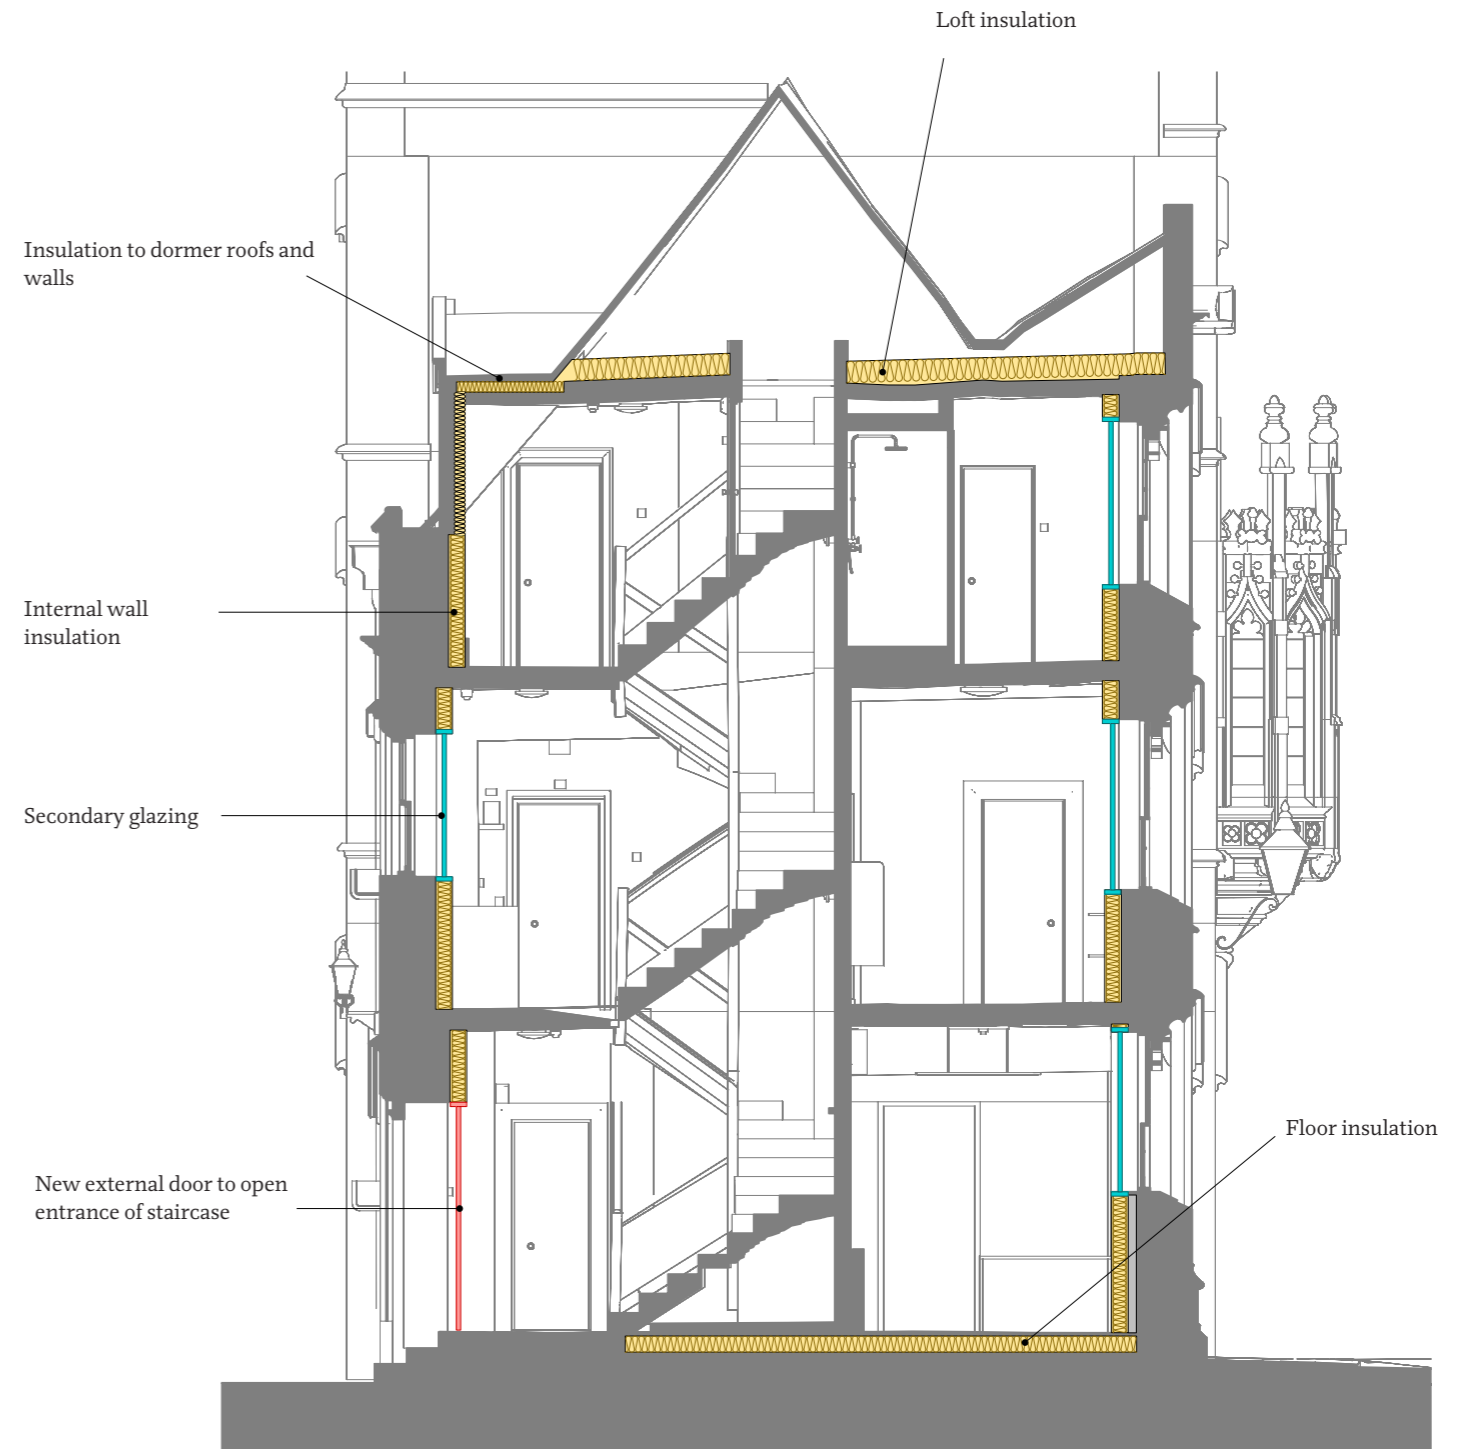 Loft insulation
Insulation to dormer roofs and
walls
Internal wall
insulation
Secondary glazing
Floor insulation
New external door to open
entrance of staircase